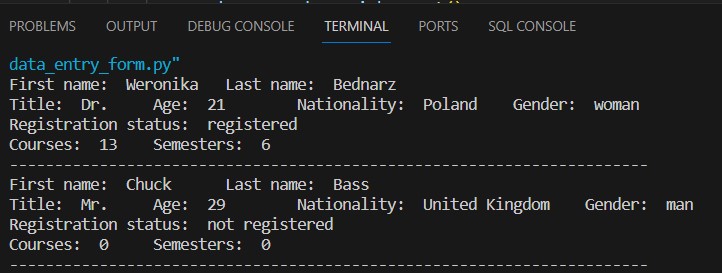 PROBLEMS OUTPUT DEBUG CONSOLE TERMINAL PORTS SQL CONSOLE
data_entry_form.py"
First name:  Weronika   Last name:  Bednarz
Title:  Dr.     Age:  21        Nationality:  Poland    Gender:  woman
Registration status:  registered
Courses:  13    Semesters:  6
-----------------------------------------------------------------------
First name:  Chuck      Last name:  Bass
Title:  Mr.     Age:  29        Nationality:  United Kingdom    Gender:  man
Registration status:  not registered
Courses:  0     Semesters:  0
-----------------------------------------------------------------------